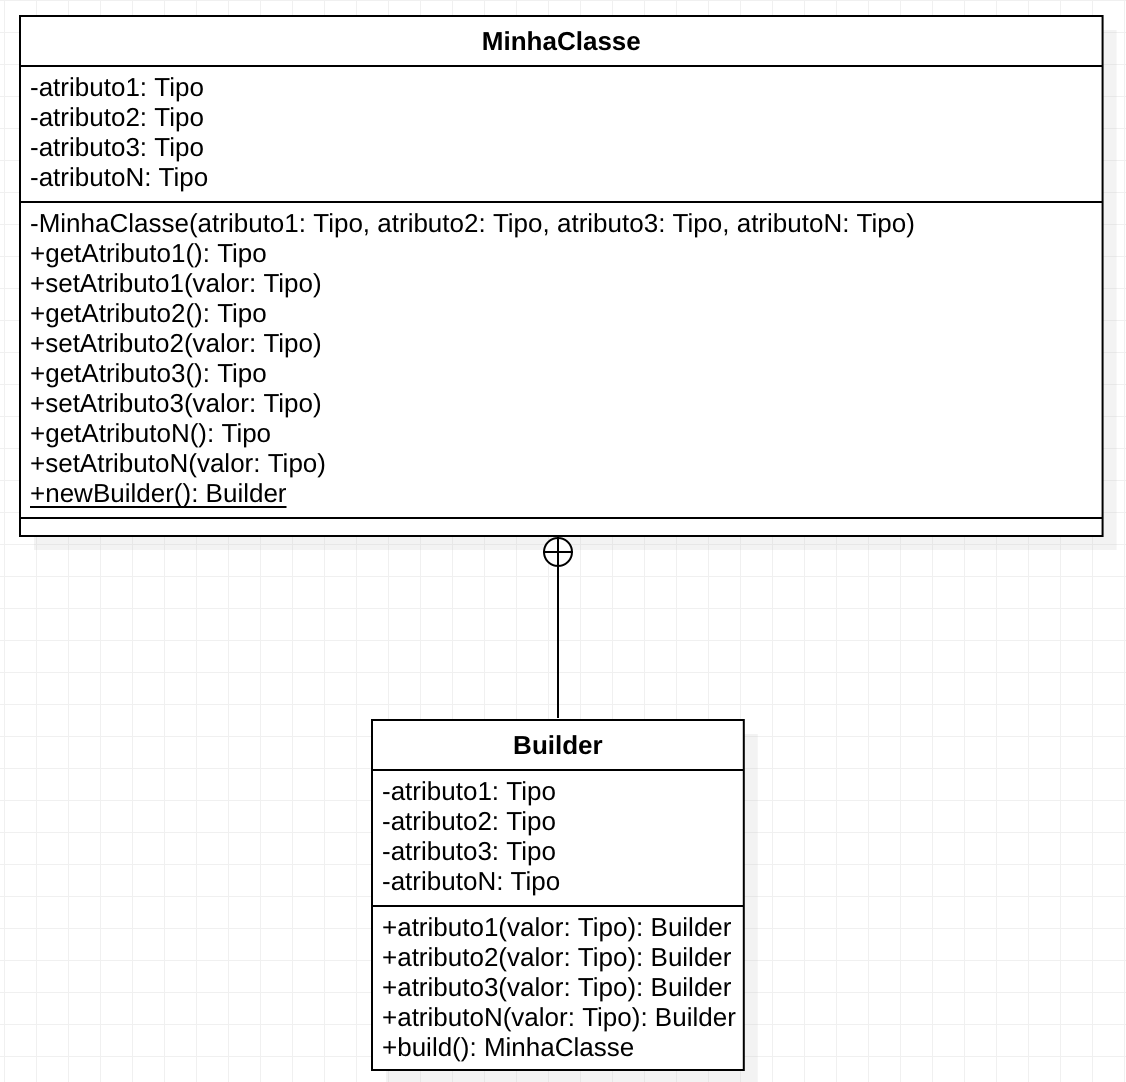 MinhaClasse
-atributo1: Tipo
-atributo2: Tipo
-atributo3: Tipo
-atributoN: Tipo
-MinhaClasse(atributo1: Tipo, atributo2: Tipo, atributo3: Tipo, atributoN: Tipo)
+getAtributo1(): Tipo
+setAtributo1(valor: Tipo)
+getAtributo2(): Tipo
+setAtributo2(valor: Tipo)
+getAtributo3(): Tipo
+setAtributo3(valor: Tipo)
+getAtributoN(): Tipo
+setAtributoN(valor: Tipo)
+newBuilder(): Builder
Builder
-atributo1: Tipo
-atributo2: Tipo
-atributo3: Tipo
-atributoN: Tipo
+atributo1(valor: Tipo): Builder
+atributo2(valor: Tipo): Builder
+atributo3(valor: Tipo): Builder
+atributoN(valor: Tipo): Builder
+build(): MinhaClasse